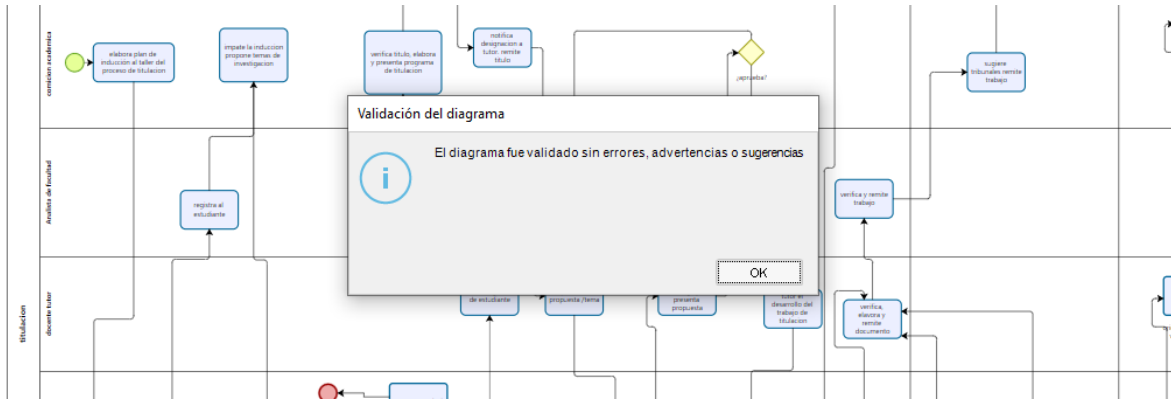 comision academica
elabora plan de
inducción al taller del
proceso de titulacion
impate la induccion
propone temas de
investigacion
verifica titulo, elabora
y presenta programa
de titulacion
notifica
designacion a
tutor. remite
titulo
¿aprueba?
sugiere
tribunales remite
trabajo
Validación del diagrama
El diagrama fue validado sin errores, advertencias o sugerencias
OK
Analista de facultad
registra al
estudiante
verifica y remite
trabajo
titulacion
docente tutor
de estudiante
propuesta /tema
presenta
propuesta
desarrollo del
trabajo de
titulacion
verifica,
elasora y
remite
documento